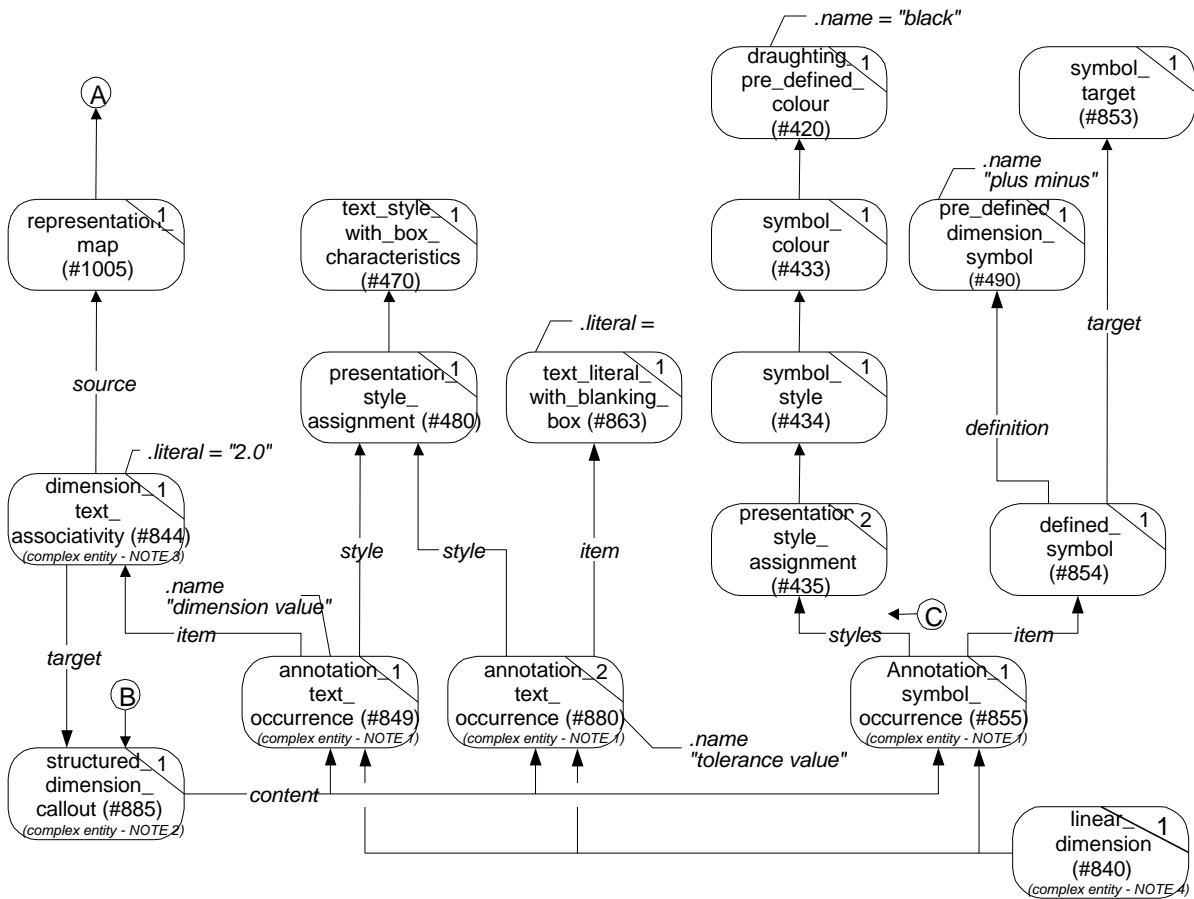 .name = "black"
draughting_
pre_defined_
colour
(#420)
1
symbol_
target
(#853)
1
A
representation_
map
(#1005)
1
text_style_
with_box_
characteristics
(#470)
1
symbol_
colour
(#433)
1
.name
"plus minus"
pre_defined_
dimension_
symbol
(#490)
1
source
.literal =
target
presentation_
style_
assignment (#480)
1
text_literal_
with_blanking_
box (#863)
1
symbol_
style
(#434)
1
definition
.literal = "2.0"
dimension_
text_
associativity (#844)
(complex entity - NOTE 3)
1
style
style
item
presentation_
style_
assignment
(#435)
2
defined_
symbol
(#854)
1
.name
"dimension value"
item
target
C
styles
item
B
annotation_
text_
occurrence (#849)
(complex entity - NOTE 1)
1
annotation_
text_
occurrence (#880)
(complex entity - NOTE 1)
2
Annotation_
symbol_
occurrence (#855)
(complex entity - NOTE 1)
1
.name
"tolerance value"
structured_
dimension_
callout (#885)
(complex entity - NOTE 2)
1
content
linear_
dimension
(#840)
(complex entity - NOTE 4)
1